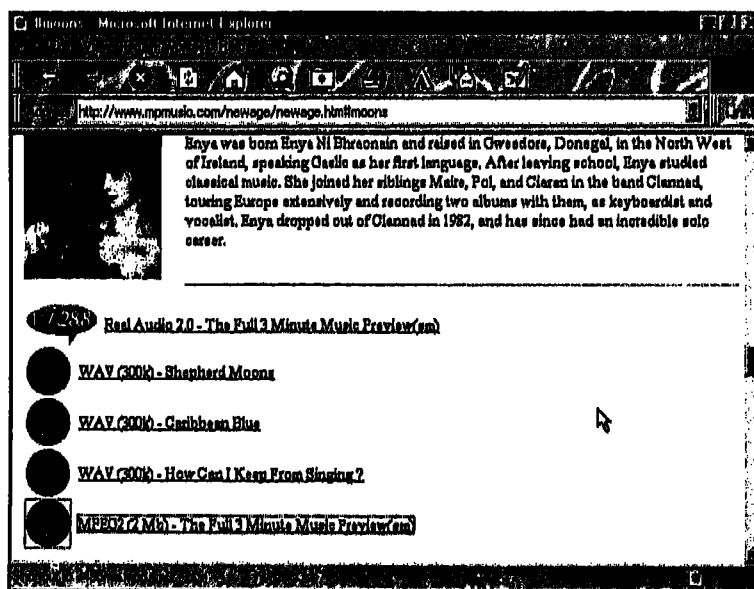 Microsoft Internet Explorer
http://www.mpmusic.com/newage/newage.html#moons
Enya was born Enya Ni Bhraonain and raised in Gweedore, Donegal, in the North West
of Ireland, speaking Gaelic as her first language. After leaving school, Enya studied
classical music. She joined her siblings Maire, Pol, and Ciaran in the band Clannad,
touring Europe extensively and recording two albums with them, as keyboardist and
vocalist. Enya dropped out of Clannad in 1982, and has since had an incredible solo
career.
Real Audio 2.0 - The Full 3 Minute Music Preview(sm)
WAV (300k) - Shepherd Moons
WAV (300k) - Caribbean Blue
WAV (300k) - How Can I Keep From Singing ?
MPEG2 (2 Mb) - The Full 3 Minute Music Preview(sm)